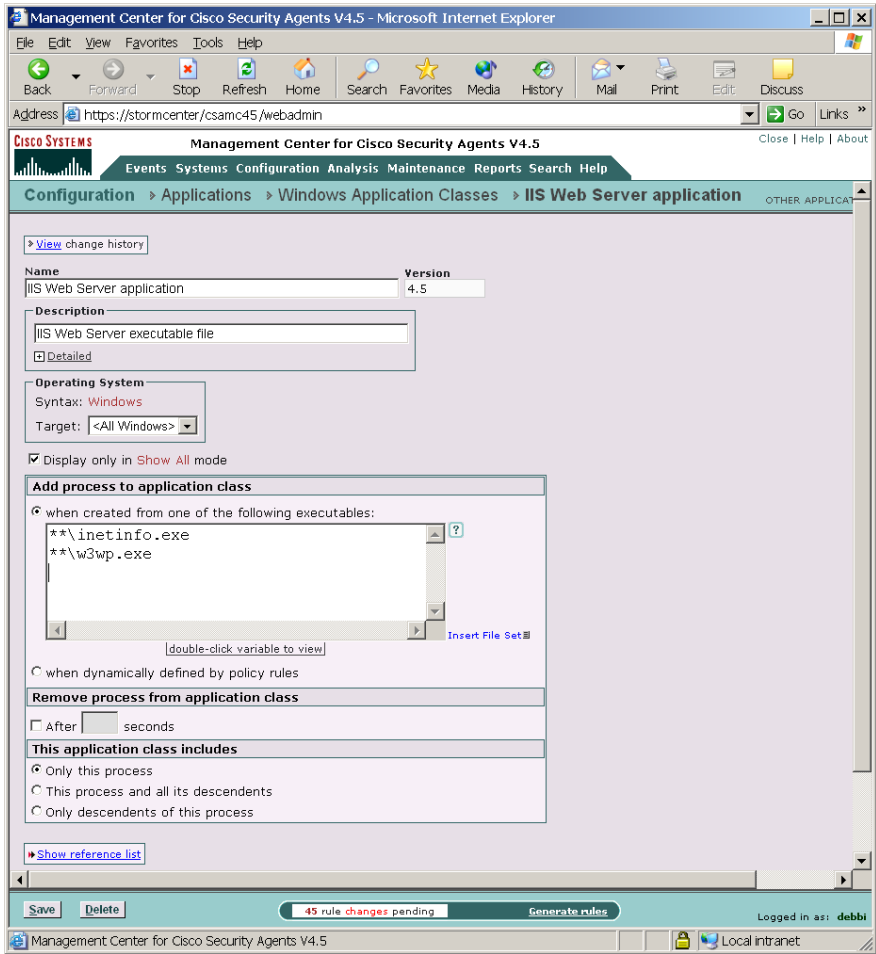 Management Center for Cisco Security Agents V4.5 - Microsoft Internet Explorer
File Edit View Favorites Tools Help
Back Forward Stop Refresh Home Search Favorites Media History Mail Print Edit Discuss
Address https://stormcenter/csamc45/webadmin Go Links »
CISCO SYSTEMS Management Center for Cisco Security Agents V4.5 Close | Help | About
Events Systems Configuration Analysis Maintenance Reports Search Help
Configuration > Applications > Windows Application Classes > IIS Web Server application OTHER APPLICAT
View change history
Name Version
IIS Web Server application 4.5
Description
IIS Web Server executable file
Detailed
Operating System
Syntax: Windows
Target: <All Windows>
Display only in Show All mode
Add process to application class
when created from one of the following executables:
**\inetinfo.exe ?
**\w3wp.exe
Insert File Set
double-click variable to view
when dynamically defined by policy rules
Remove process from application class
After seconds
This application class includes
Only this process
This process and all its descendents
Only descendents of this process
Show reference list
Save Delete 45 rule changes pending Generate rules Logged in as: debbi
Management Center for Cisco Security Agents V4.5 Local intranet